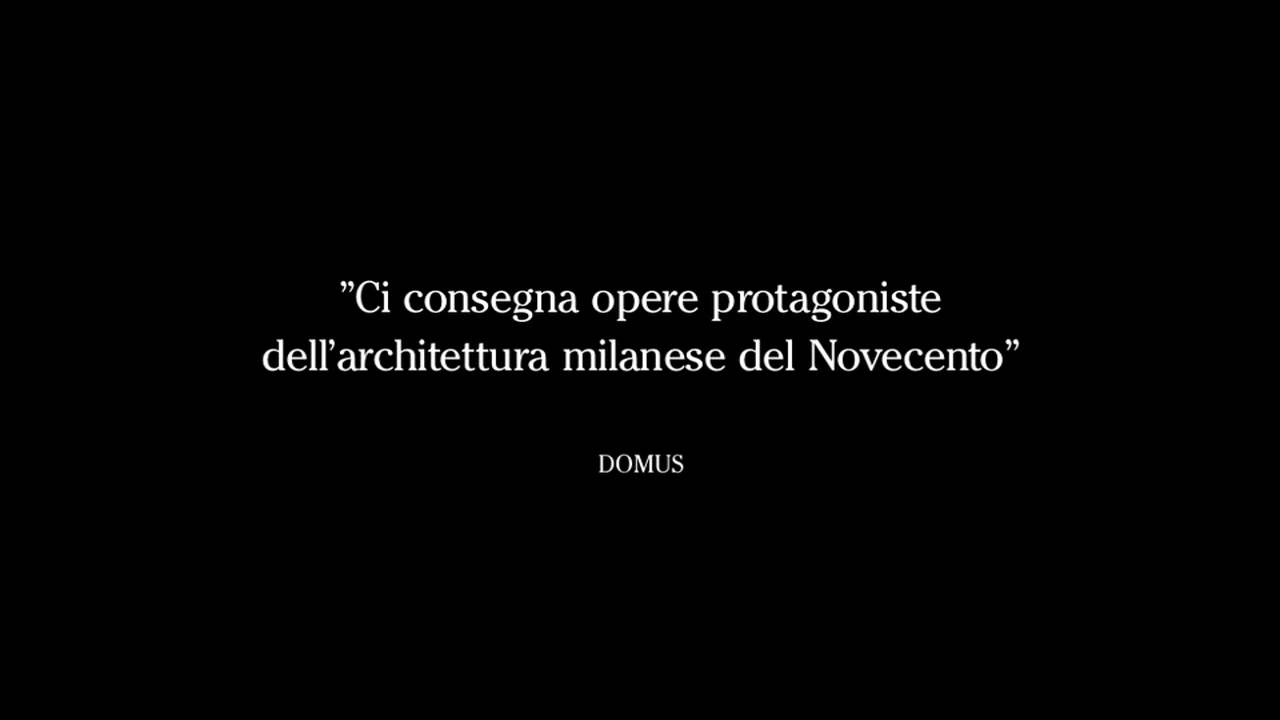 ”Ci consegna opere protagoniste
dell’architettura milanese del Novecento”
DOMUS